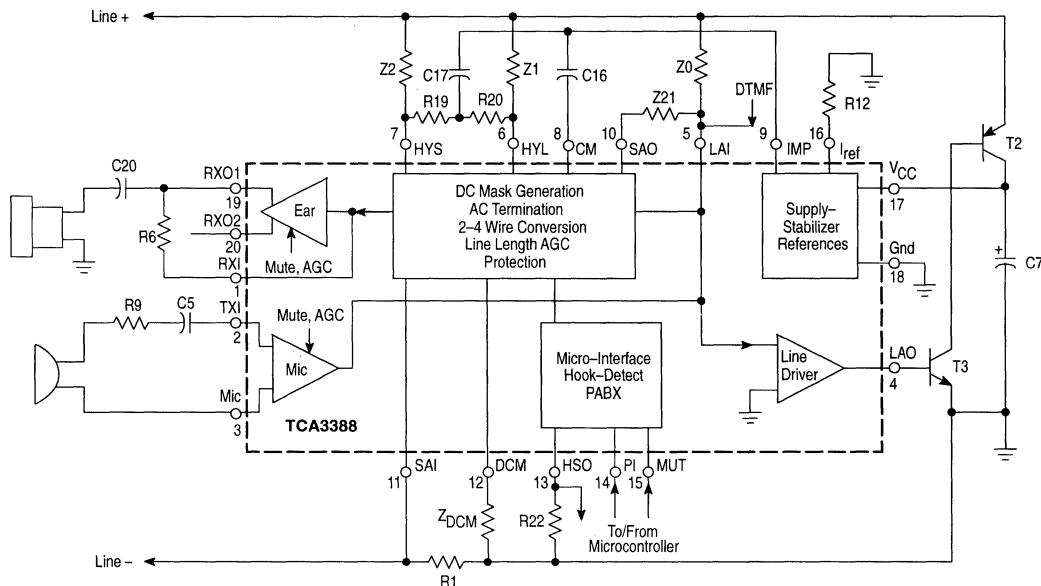 Line +
Z2
C17
Z1
C16
Z0
DTMF
R12
R19
R20
Z21
7
6
8
10
5
9
16
HYS
HYL
CM
SAO
LAI
IMP
Iref
T2
C20
RXO1
19
RXO2
20
R6
RXI
1
Ear
Mute, AGC
DC Mask Generation
AC Termination
2–4 Wire Conversion
Line Length AGC
Protection
Supply–
Stabilizer
References
VCC
17
Gnd
18
+
C7
R9
C5
TXI
2
Mute, AGC
Mic
Mic
3
TCA3388
Micro–Interface
Hook–Detect
PABX
Line
Driver
LAO
4
T3
SAI
11
DCM
12
HSO
13
PI
14
MUT
15
ZDCM
R22
To/From
Microcontroller
Line –
R1